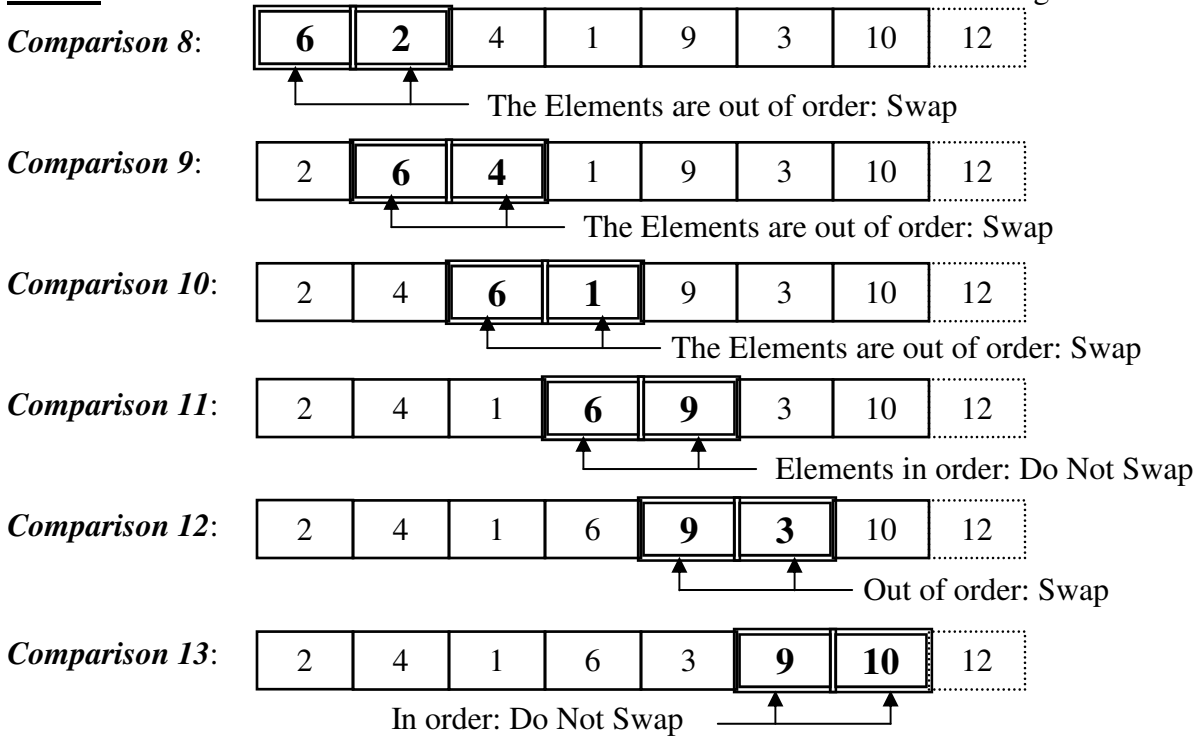 Comparison 8: 6 2 4 1 9 3 10 12
The Elements are out of order: Swap
Comparison 9: 2 6 4 1 9 3 10 12
The Elements are out of order: Swap
Comparison 10: 2 4 6 1 9 3 10 12
The Elements are out of order: Swap
Comparison 11: 2 4 1 6 9 3 10 12
Elements in order: Do Not Swap
Comparison 12: 2 4 1 6 9 3 10 12
Out of order: Swap
Comparison 13: 2 4 1 6 3 9 10 12
In order: Do Not Swap